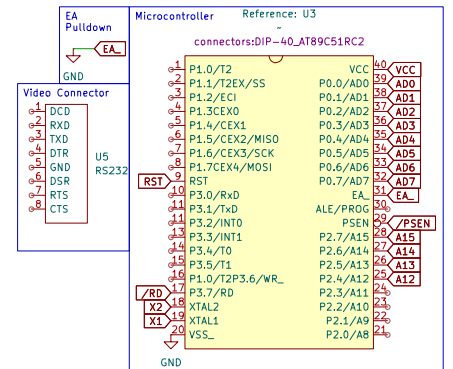 EA
Pulldown
EA_
GND
Video Connector
1 DCD
2 RXD
3 TXD
4 DTR
5 GND
6 DSR
7 RTS
8 CTS
U5
RS232
Microcontroller
Reference: U3
-
connectors:DIP-40_AT89C51RC2
1 P1.0/T2 VCC 40 VCC
P1.1/T2EX/SS P0.0/AD0 39 AD0
3 P1.2/ECI P0.1/AD1 38 AD1
4 P1.3CEX0 P0.2/AD2 37 X2
5 P1.4/CEX1 P0.3/AD3 36 AD3
6 P1.5/CEX2/MISO P0.4/AD4 35 AD4
7 P1.6/CEX3/SCK P0.5/AD5 34 AD5
8 P1.7CEX4/MOSI P0.6/AD6 33 AD6
RST 9 RST P0.7/AD7 32 AD7
10 P3.0/RxD EA_ 31 EA_
11 P3.1/TxD ALE/PROG 30
P3.2/INT0 PSEN 29 /PSEN
13 P3.3/INT1 P2.7/A15 28 A15
14 P3.4/T0 P2.6/A14 27 A14
15 P3.5/T1 P2.5/A13 26 A13
16 P1.0/T2P3.6/WR_ P2.4/A12 25 A12
/RD 17 P3.7/RD P2.3/A11 24
X2 18 XTAL2 P2.2/A10 23
X1 19 XTAL1 P2.1/A9 22
20 VSS_ P2.0/A8 21
GND